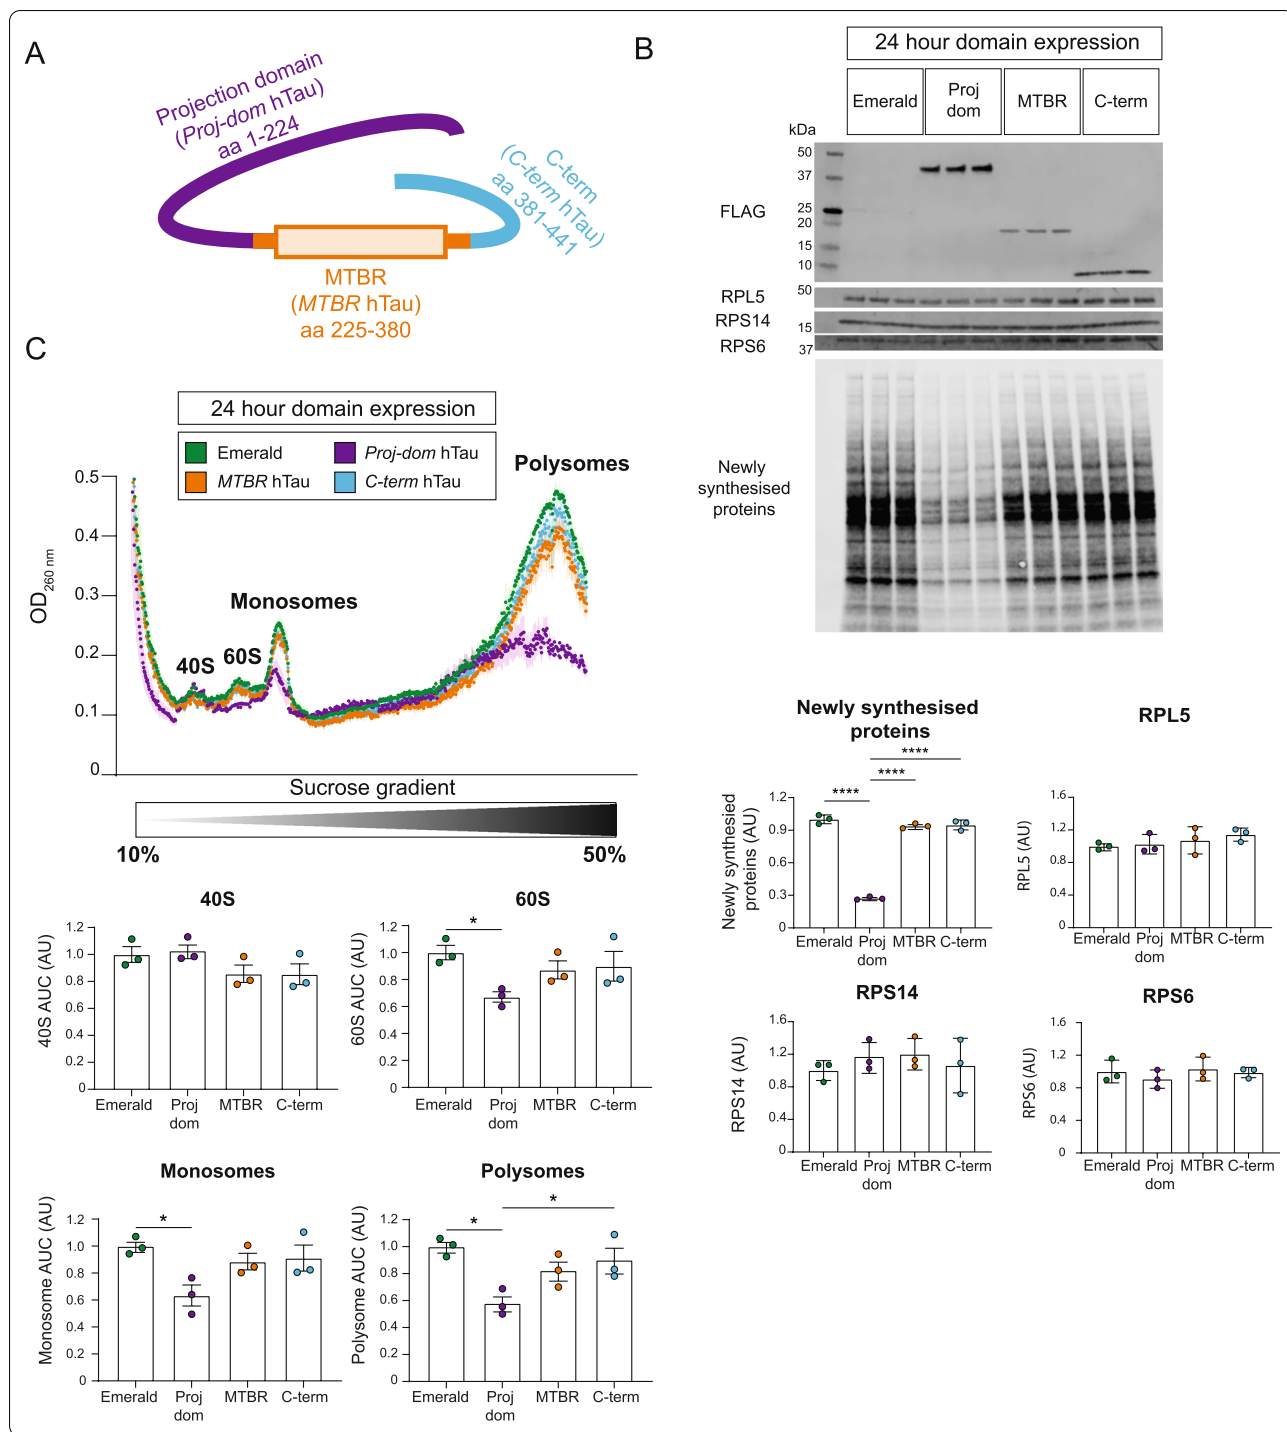 A
Projection domain
(Proj-dom hTau)
aa 1-224
C-term
(C-term hTau)
aa 381-441
MTBR
(MTBR hTau)
aa 225-380
B
24 hour domain expression
Emerald
Proj
dom
MTBR
C-term
kDa
50
37
25
20
15
10
FLAG
50
RPL5
RPS14
15
RPS6
37
Newly
synthesised
proteins
Newly synthesised
proteins
****
****
****
Newly synthesied
proteins (AU)
1.2
0.9
0.6
0.3
0
Emerald
Proj
dom
MTBR
C-term
RPL5
RPL5 (AU)
1.6
1.2
0.8
0.4
0
Emerald
Proj
dom
MTBR
C-term
RPS14
RPS14 (AU)
1.6
1.2
0.8
0.4
0
Emerald
Proj
dom
MTBR
C-term
RPS6
RPS6 (AU)
1.6
1.2
0.8
0.4
0
Emerald
Proj
dom
MTBR
C-term
C
24 hour domain expression
Emerald
Proj-dom hTau
MTBR hTau
C-term hTau
OD260 nm
0.5
0.4
0.3
0.2
0.1
0
40S
60S
Monosomes
Polysomes
Sucrose gradient
10%
50%
40S
40S AUC (AU)
1.2
1.0
0.8
0.6
0.4
0.2
0
Emerald
Proj
dom
MTBR
C-term
60S
*
60S AUC (AU)
1.2
1.0
0.8
0.6
0.4
0.2
0
Emerald
Proj
dom
MTBR
C-term
Monosomes
*
Monosome AUC (AU)
1.2
1.0
0.8
0.6
0.4
0.2
0
Emerald
Proj
dom
MTBR
C-term
Polysomes
*
*
Polysome AUC (AU)
1.2
1.0
0.8
0.6
0.4
0.2
0
Emerald
Proj
dom
MTBR
C-term